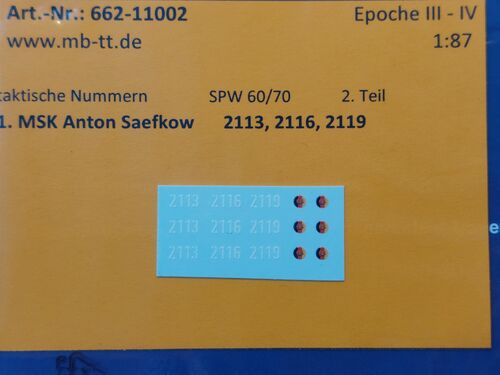 Art.-Nr.: 662-11002 Epoche III - IV
www.mb-tt.de 1:87
taktische Nummern SPW 60/70 2. Teil
1. MSK Anton Saefkow 2113, 2116, 2119
2113 2116 2119
2113 2116 2119
2113 2116 2119